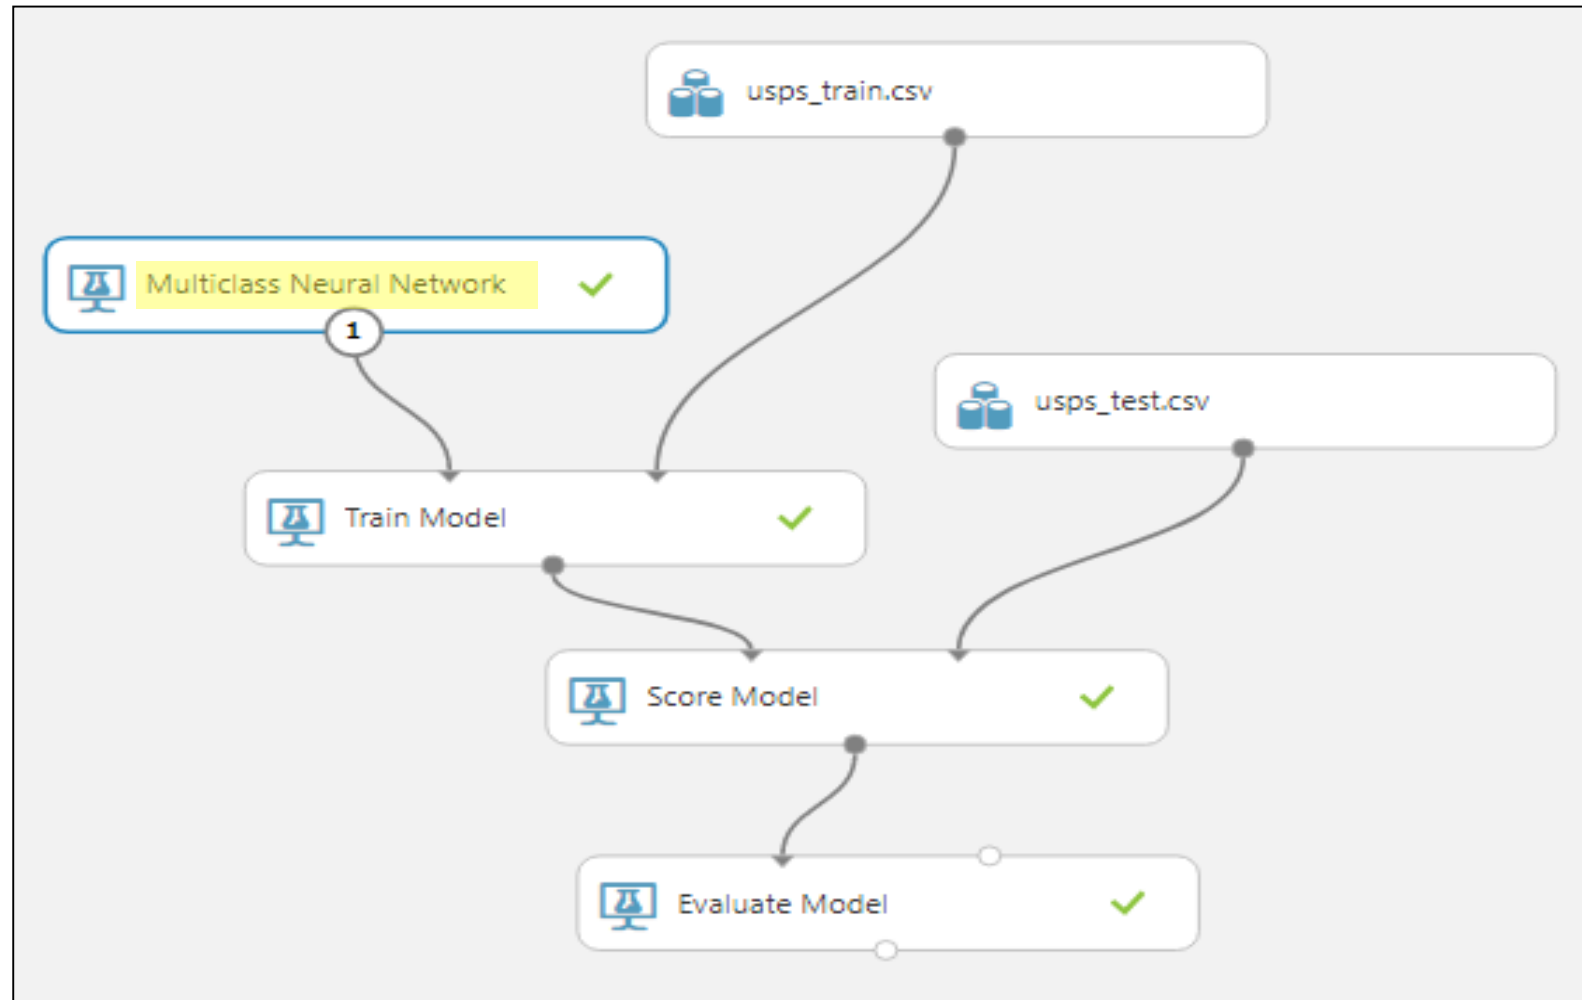 usps_train.csv
Multiclass Neural Network
1
usps_test.csv
Train Model
Score Model
Evaluate Model